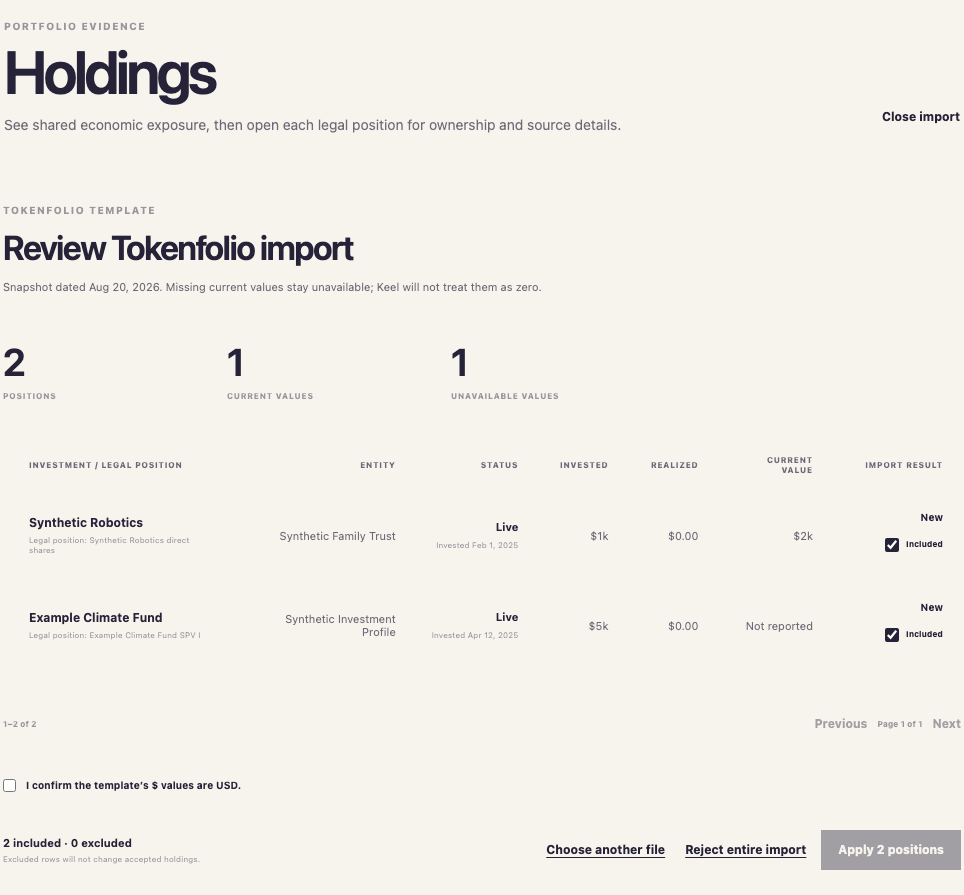 PORTFOLIO EVIDENCE
Holdings
See shared economic exposure, then open each legal position for ownership and source details.
Close import
TOKENFOLIO TEMPLATE
Review Tokenfolio import
Snapshot dated Aug 20, 2026. Missing current values stay unavailable; Keel will not treat them as zero.
2
POSITIONS
1
CURRENT VALUES
1
UNAVAILABLE VALUES
INVESTMENT / LEGAL POSITION
ENTITY
STATUS
INVESTED
REALIZED
CURRENT
VALUE
IMPORT RESULT
Synthetic Robotics
Legal position: Synthetic Robotics direct
shares
Synthetic Family Trust
Live
Invested Feb 1, 2025
$1k
$0.00
$2k
New
Included
Example Climate Fund
Legal position: Example Climate Fund SPV I
Synthetic Investment
Profile
Live
Invested Apr 12, 2025
$5k
$0.00
Not reported
New
Included
1–2 of 2
Previous
Page 1 of 1
Next
I confirm the template's $ values are USD.
2 included · 0 excluded
Excluded rows will not change accepted holdings.
Choose another file
Reject entire import
Apply 2 positions